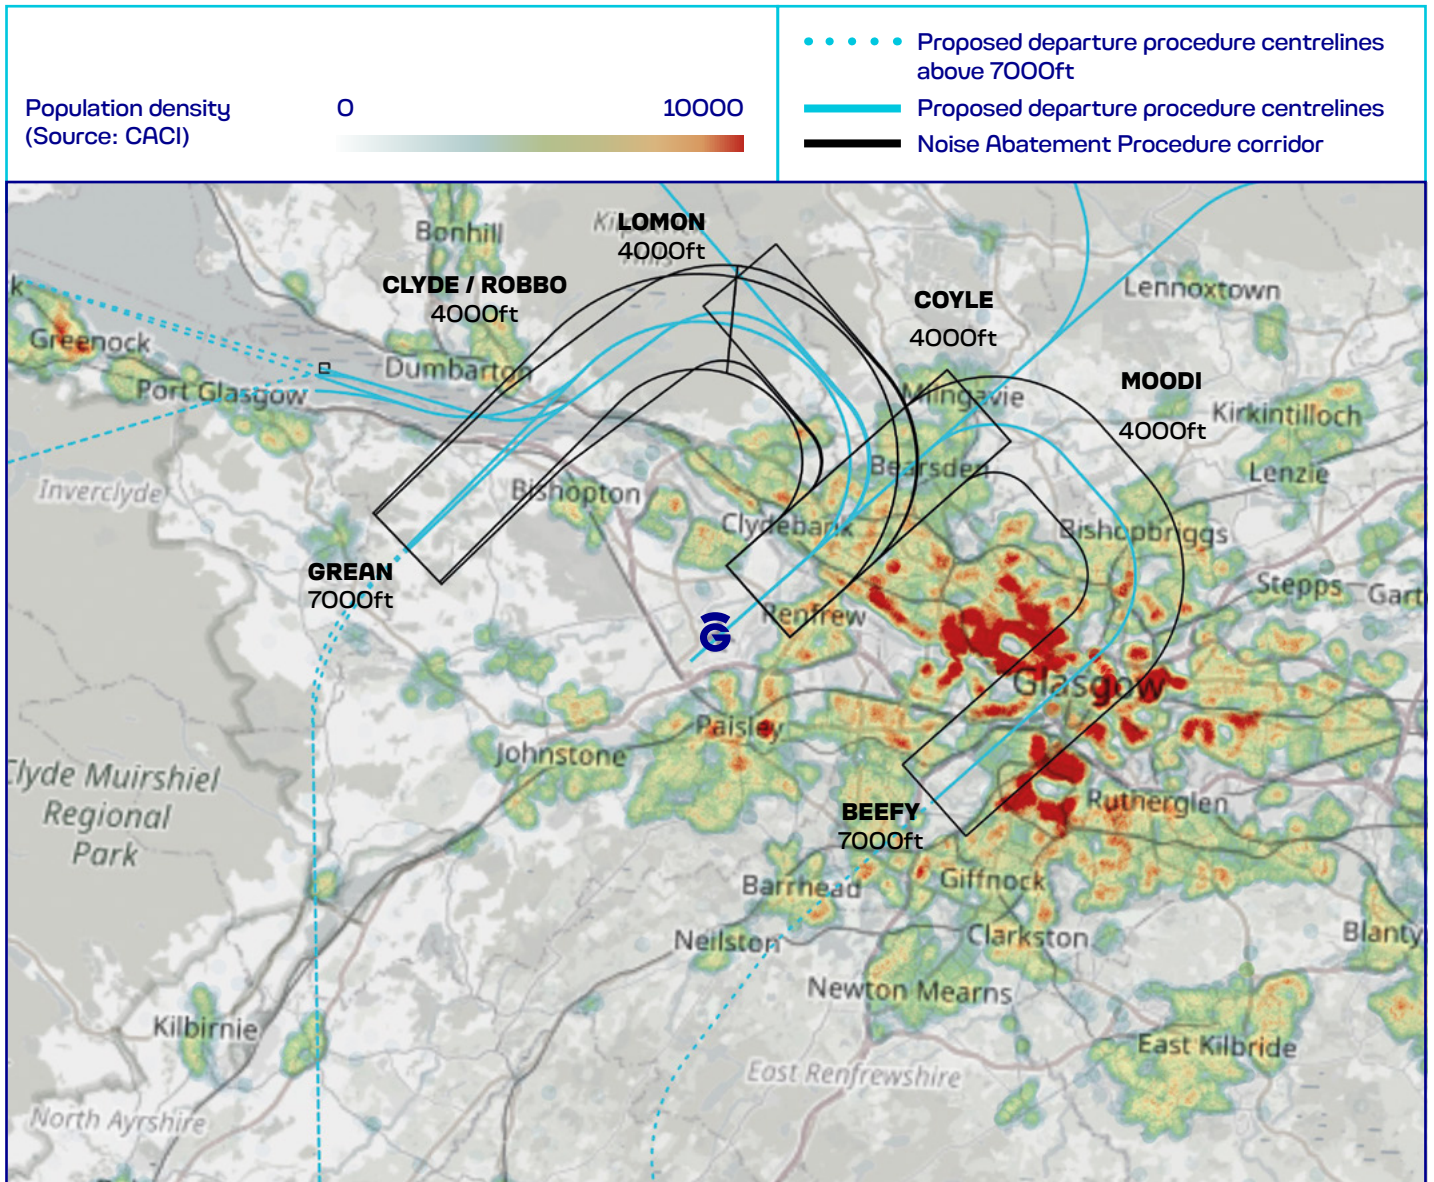 Population density
(Source: CACI)
0
10000
Proposed departure procedure centrelines
above 7000ft
Proposed departure procedure centrelines
Noise Abatement Procedure corridor
LOMON
4000ft
Bonhill
CLYDE / ROBBO
4000ft
COYLE
4000ft
Lennoxtown
Greenock
Dumbarton
Port Glasgow
Milngavie
MOODI
4000ft
Kirkintilloch
Bearsden
Lenzie
Inverclyde
Bishopton
Clydebank
Bishopbriggs
GREAN
7000ft
Stepps
Gart
G
Renfrew
Glasgow
Paisley
Johnstone
Clyde Muirshiel
Regional
Park
BEEFY
7000ft
Rutherglen
Barrhead
Giffnock
Neilston
Clarkston
Blanty
Newton Mearns
Kilbirnie
East Kilbride
East Renfrewshire
North Ayrshire